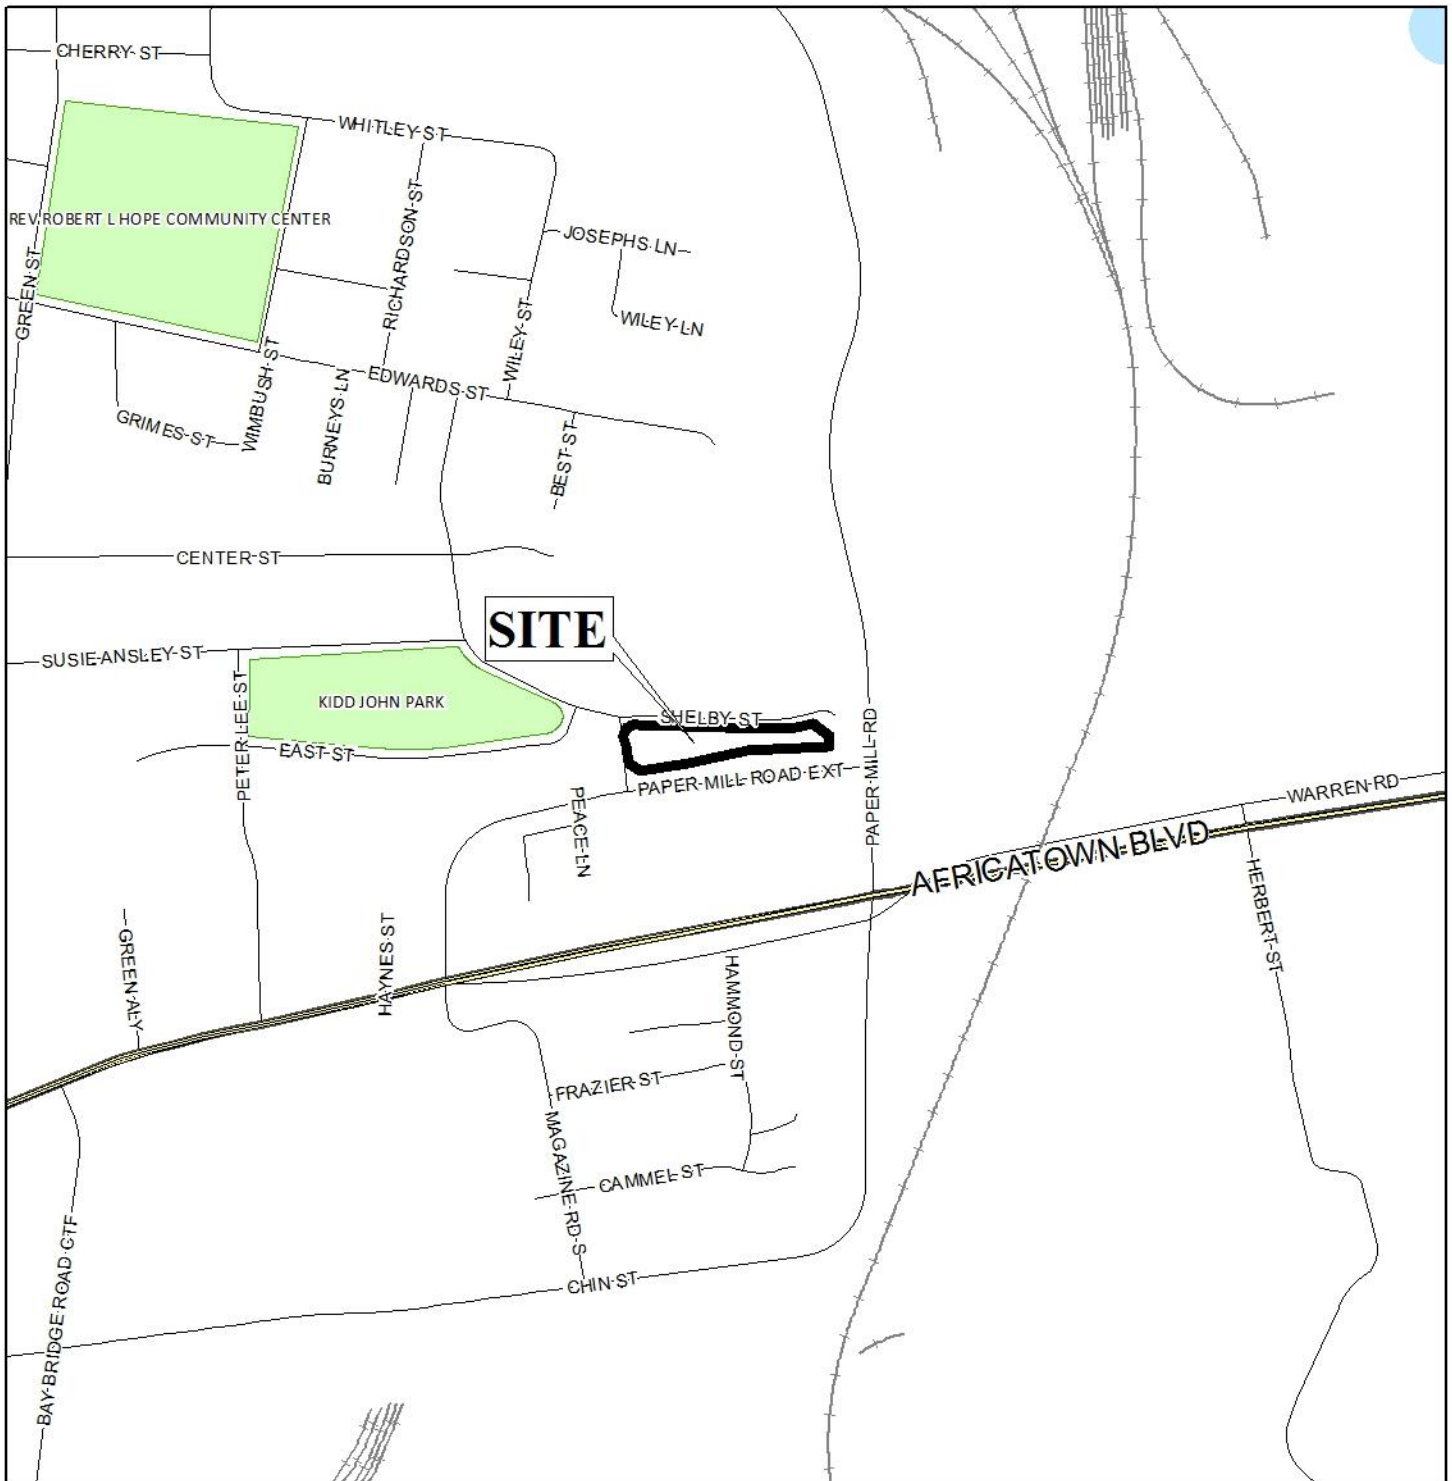 CHERRY ST
WHITLEY ST
REV ROBERT L HOPE COMMUNITY CENTER
RICHARDSON ST
JOSEPHS LN
GREEN ST
WILEY ST
WILEY LN
WIMBUSH ST
BURNEYS LN
EDWARDS ST
GRIMES ST
BEST ST
CENTER ST
SITE
SUSIE ANSLEY ST
PETER LEE ST
KIDD JOHN PARK
SHELBY ST
EAST ST
PAPER MILL ROAD EXT
PAPER MILL RD
PEACE LN
WARREN RD
AFRICATOWN BLVD
HERBERT ST
GREEN ALY
HAYNES ST
HAMMOND ST
FRAZIER ST
MAGAZINE RD S
CAMMEL ST
CHIN ST
BAY BRIDGE ROAD CTF